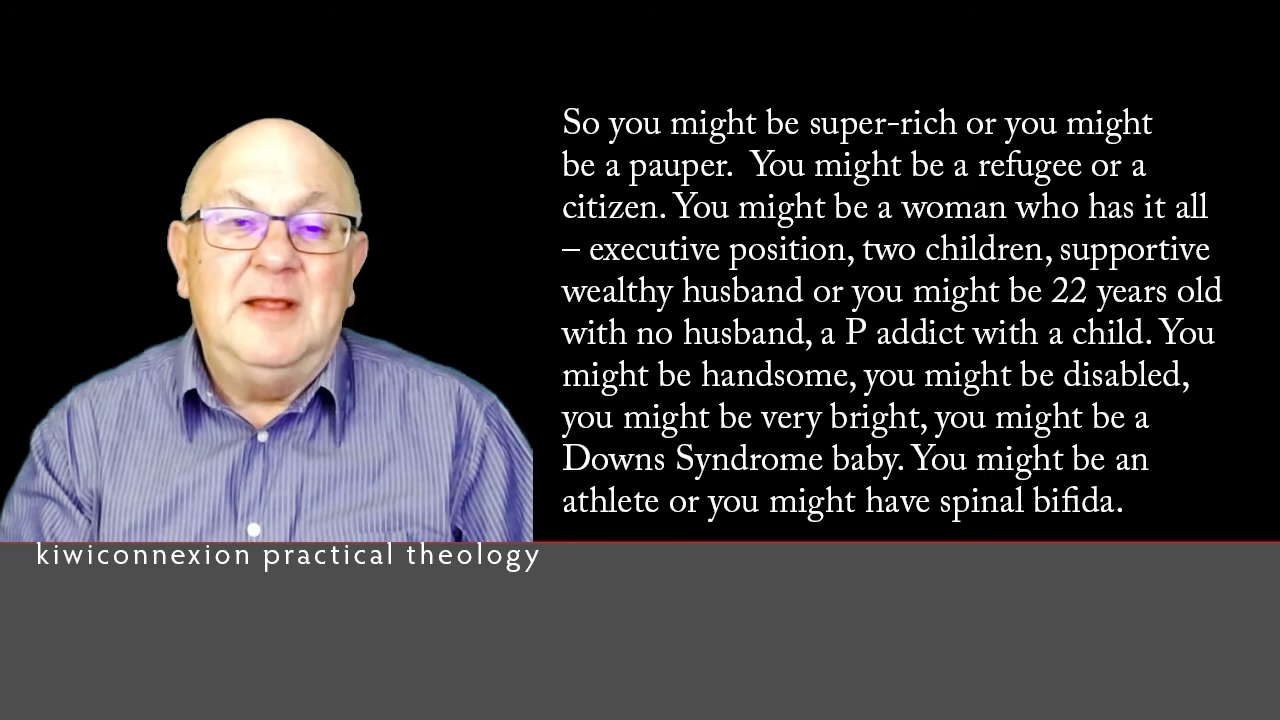 So you might be super-rich or you might
be a pauper.  You might be a refugee or a
citizen. You might be a woman who has it all
– executive position, two children, supportive
wealthy husband or you might be 22 years old
with no husband, a P addict with a child. You
might be handsome, you might be disabled,
you might be very bright, you might be a
Downs Syndrome baby. You might be an
athlete or you might have spinal bifida.
kiwiconnexion practical theology